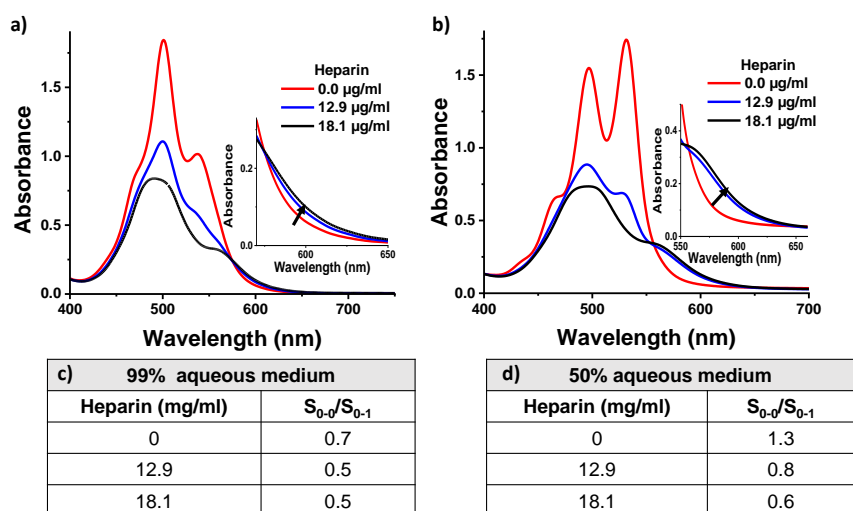 a)
Heparin
0.0 µg/ml
12.9 µg/ml
18.1 µg/ml
Absorbance
1.5
1.0
0.5
0.0
400 500 600 700
Wavelength (nm)
Absorbance
0.2
0.0
600 650
Wavelength (nm)
b)
Heparin
0.0 µg/ml
12.9 µg/ml
18.1 µg/ml
Absorbance
1.5
1.0
0.5
0.0
400 500 600 700
Wavelength (nm)
Absorbance
0.4
0.2
0.0
550 600 650
Wavelength (nm)
c) 99% aqueous medium
Heparin (mg/ml) S0-0/S0-1
0 0.7
12.9 0.5
18.1 0.5
d) 50% aqueous medium
Heparin (mg/ml) S0-0/S0-1
0 1.3
12.9 0.8
18.1 0.6